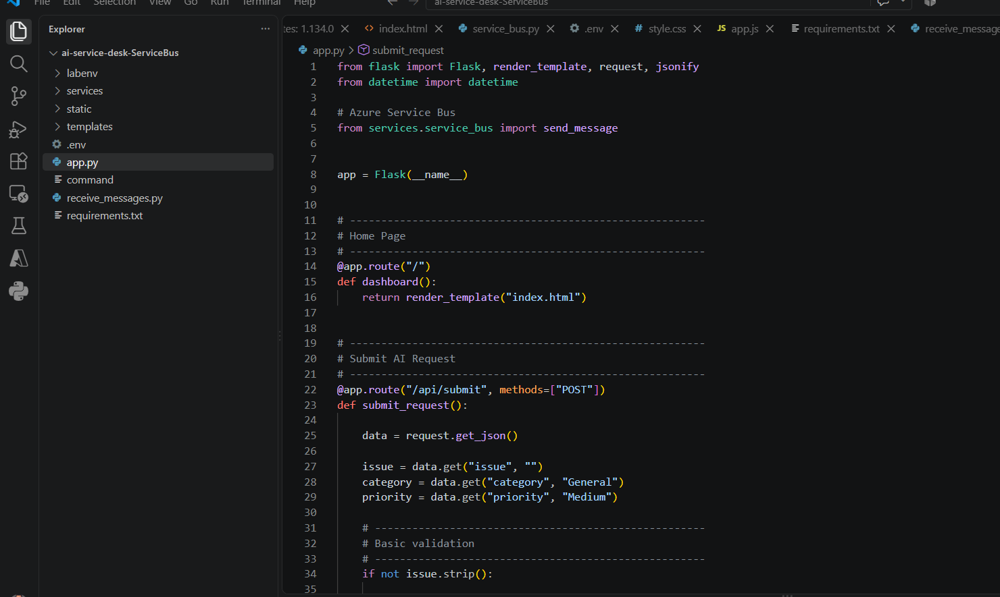 File Edit Selection View Go Run Terminal Help
ai-service-desk-ServiceBus
Explorer
ai-service-desk-ServiceBus
labenv
services
static
templates
.env
app.py
command
receive_messages.py
requirements.txt
tes: 1.134.0 index.html service_bus.py .env # style.css JS app.js requirements.txt receive_message
app.py > submit_request
1 from flask import Flask, render_template, request, jsonify
2 from datetime import datetime
3
4 # Azure Service Bus
5 from services.service_bus import send_message
6
7
8 app = Flask(__name__)
9
10
11 # ---------------------------------------------------------
12 # Home Page
13 # ---------------------------------------------------------
14 @app.route("/")
15 def dashboard():
16 return render_template("index.html")
17
18
19 # ---------------------------------------------------------
20 # Submit AI Request
21 # ---------------------------------------------------------
22 @app.route("/api/submit", methods=["POST"])
23 def submit_request():
24
25 data = request.get_json()
26
27 issue = data.get("issue", "")
28 category = data.get("category", "General")
29 priority = data.get("priority", "Medium")
30
31 # -----------------------------------------------------
32 # Basic validation
33 # -----------------------------------------------------
34 if not issue.strip():
35